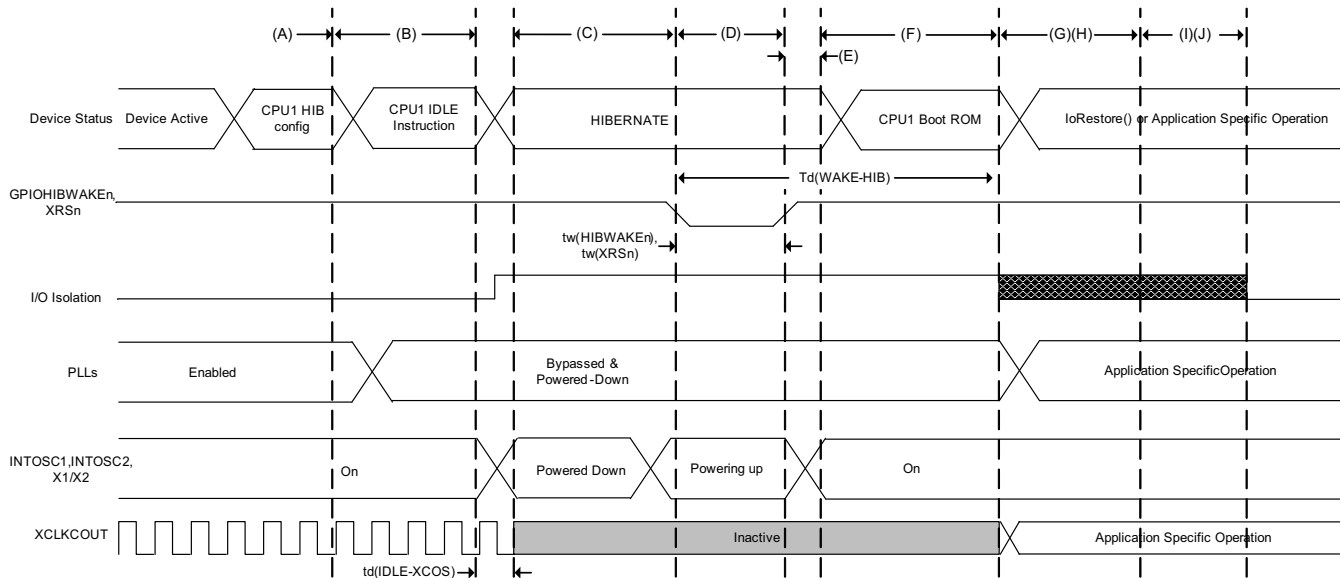 (A)
(B)
(C)
(D)
(E)
(F)
(G)(H)
(I)(J)
Device Status
Device Active
CPU1 HIB
config
CPU1 IDLE
Instruction
HIBERNATE
CPU1 Boot ROM
IoRestore() or Application Specific Operation
Td(WAKE-HIB)
GPIOHIBWAKEn,
XRSn
tw(HIBWAKEn),
tw(XRSn)
I/O Isolation
PLLs
Enabled
Bypassed &
Powered-Down
Application SpecificOperation
INTOSC1,INTOSC2,
X1/X2
On
Powered Down
Powering up
On
XCLKCOUT
Inactive
Application Specific Operation
td(IDLE-XCOS)